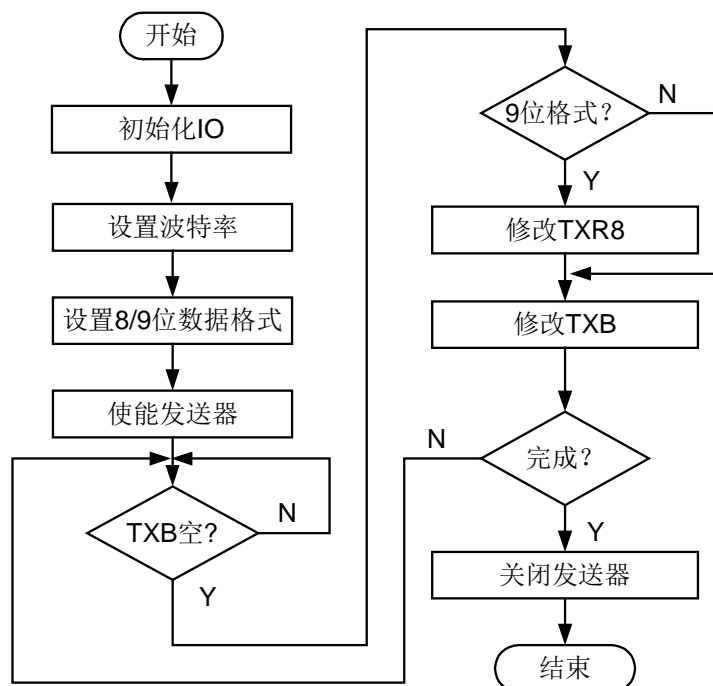 开始
初始化IO
设置波特率
设置8/9位数据格式
使能发送器
TXB空?
N
Y
9位格式?
N
Y
修改TXR8
修改TXB
完成?
N
Y
关闭发送器
结束